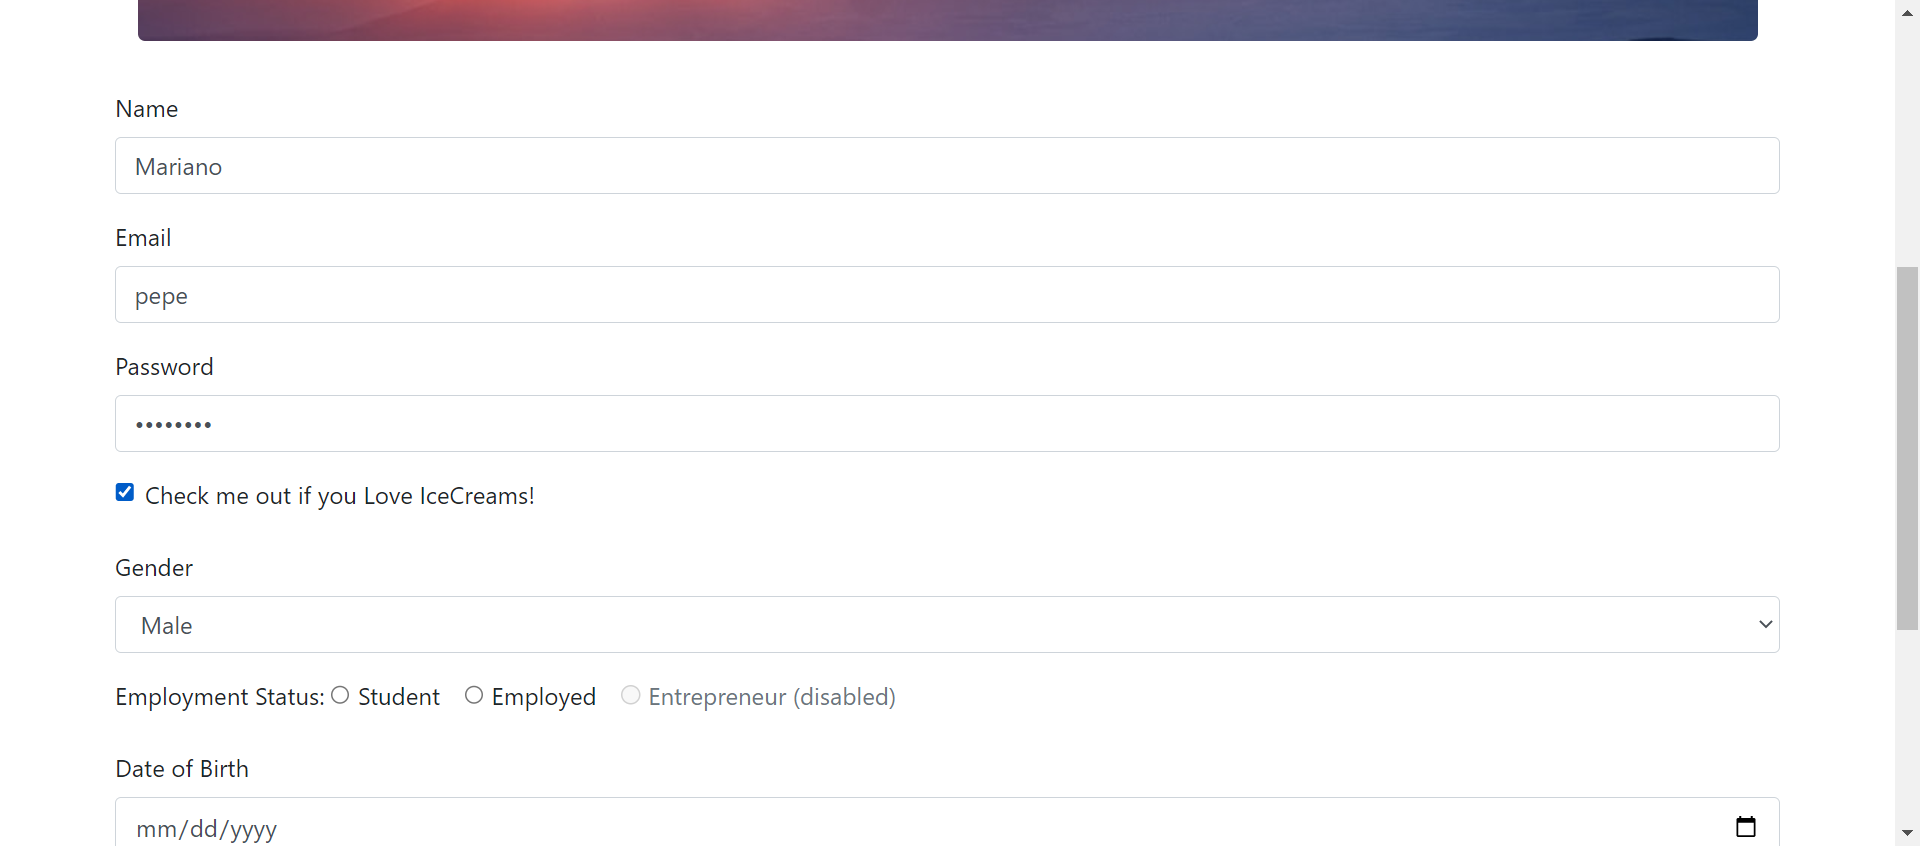 Name
Mariano
Email
pepe
Password
••••••••
Check me out if you Love IceCreams!
Gender
Male
Employment Status: Student Employed Entrepreneur (disabled)
Date of Birth
mm/dd/yyyy